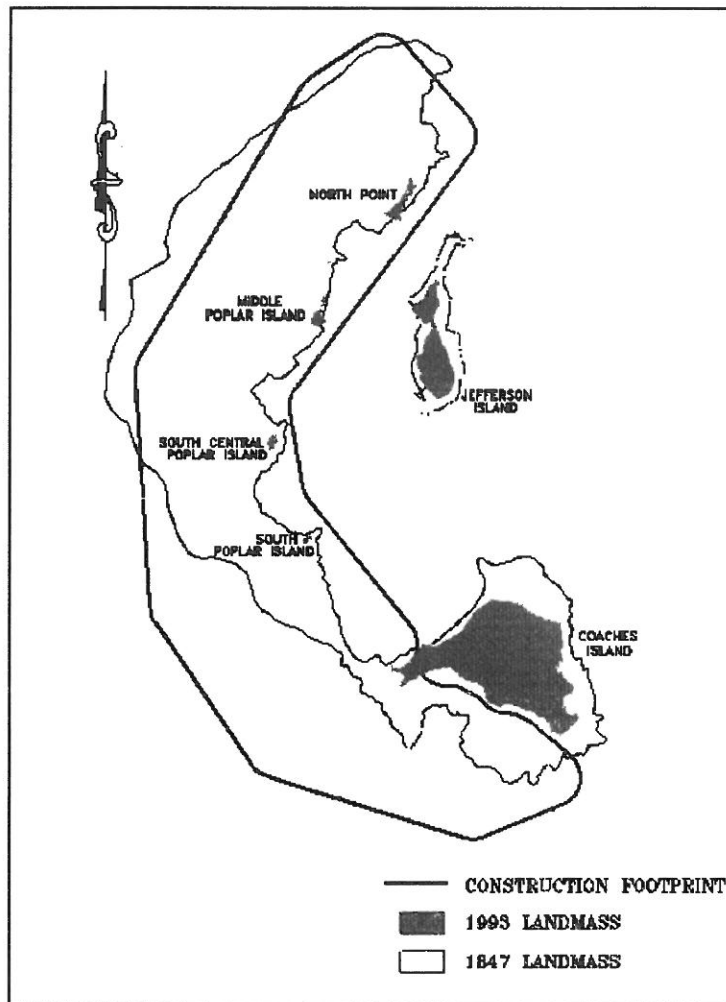 NORTH POINT
MIDDLE
POPLAR ISLAND
JEFFERSON
ISLAND
SOUTH CENTRAL
POPLAR ISLAND
SOUTH
POPLAR ISLAND
COACHES
ISLAND
CONSTRUCTION FOOTPRINT
1993 LANDMASS
1847 LANDMASS